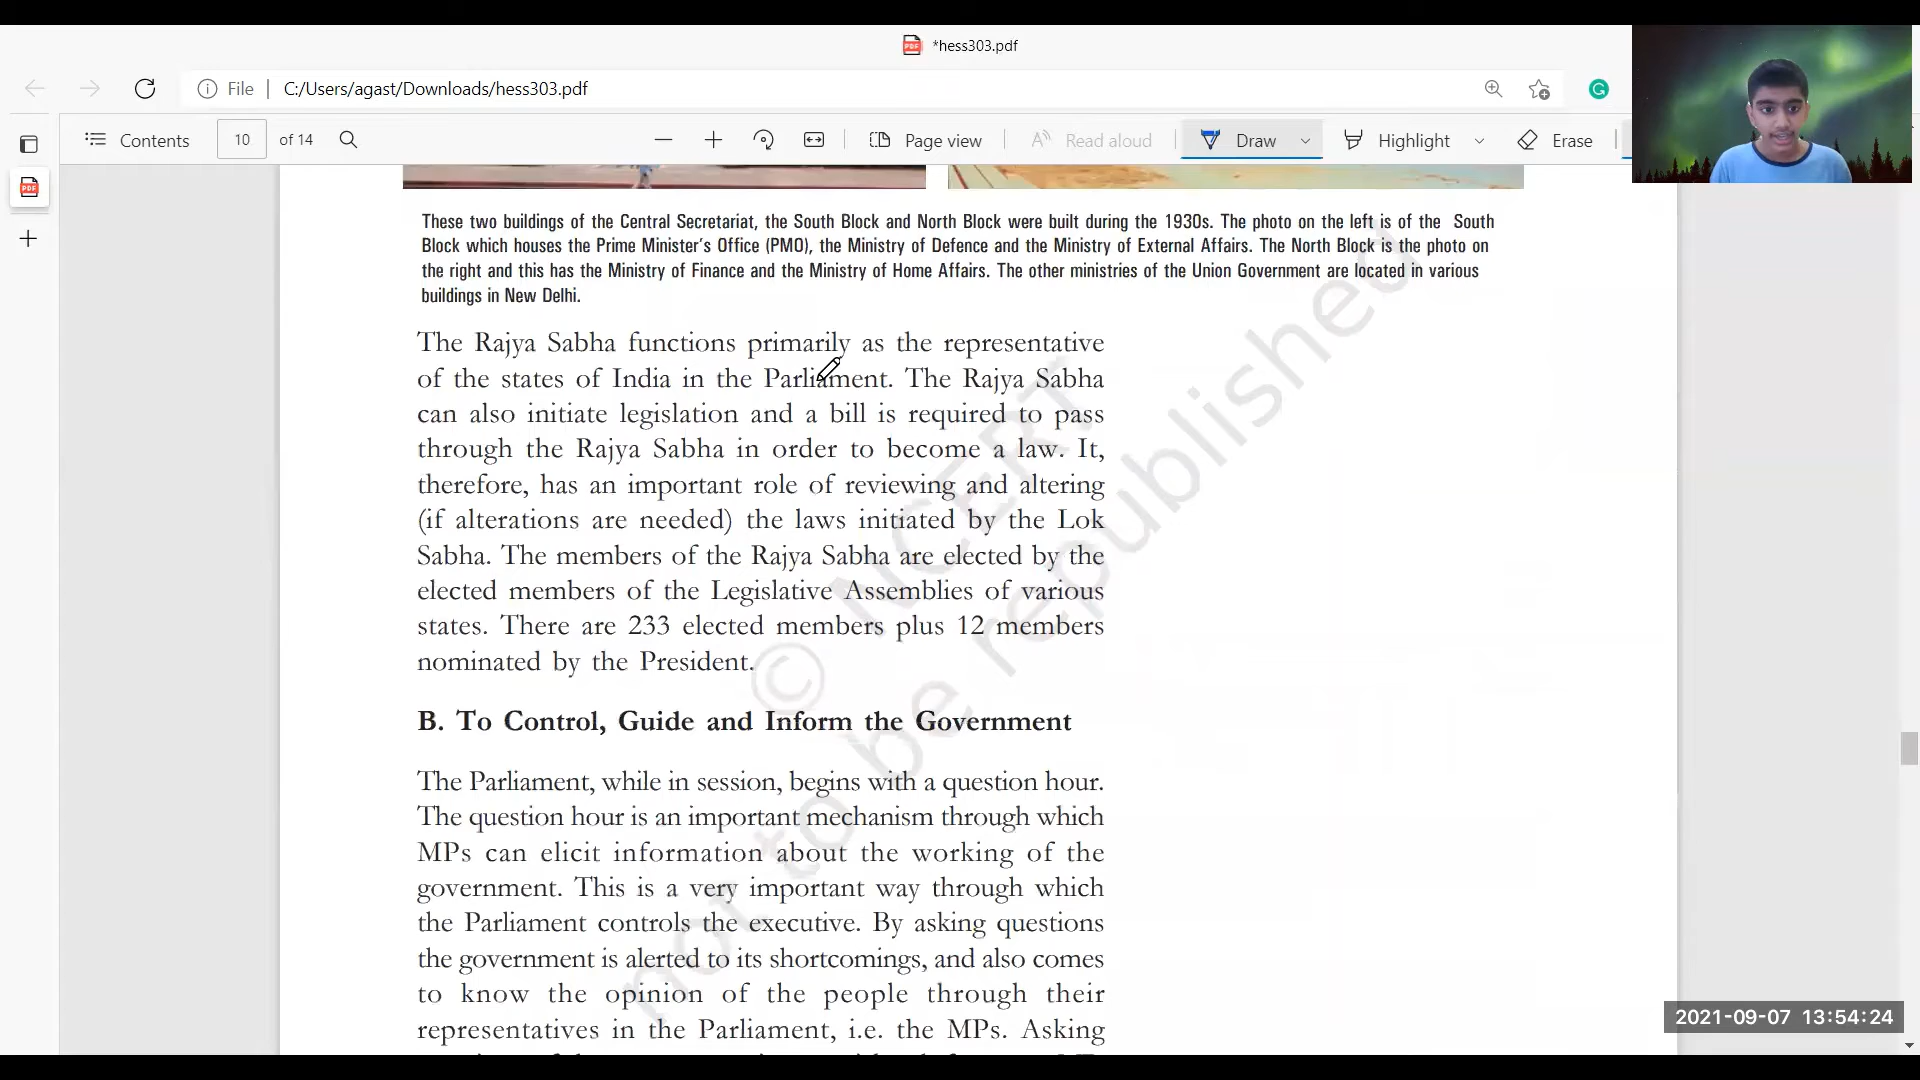 *hess303.pdf
File
C:/Users/agast/Downloads/hess303.pdf
Contents
10
of 14
Page view
Read aloud
Draw
Highlight
Erase
These two buildings of the Central Secretariat, the South Block and North Block were built during the 1930s. The photo on the left is of the South
Block which houses the Prime Minister's Office (PMO), the Ministry of Defence and the Ministry of External Affairs. The North Block is the photo on
the right and this has the Ministry of Finance and the Ministry of Home Affairs. The other ministries of the Union Government are located in various
buildings in New Delhi.
The Rajya Sabha functions primarily as the representative
of the states of India in the Parliament. The Rajya Sabha
can also initiate legislation and a bill is required to pass
through the Rajya Sabha in order to become a law. It,
therefore, has an important role of reviewing and altering
(if alterations are needed) the laws initiated by the Lok
Sabha. The members of the Rajya Sabha are elected by the
elected members of the Legislative Assemblies of various
states. There are 233 elected members plus 12 members
nominated by the President.
B. To Control, Guide and Inform the Government
The Parliament, while in session, begins with a question hour.
The question hour is an important mechanism through which
MPs can elicit information about the working of the
government. This is a very important way through which
the Parliament controls the executive. By asking questions
the government is alerted to its shortcomings, and also comes
to know the opinion of the people through their
representatives in the Parliament, i.e. the MPs. Asking
© NCERT
not to be republished
2021-09-07 13:54:24